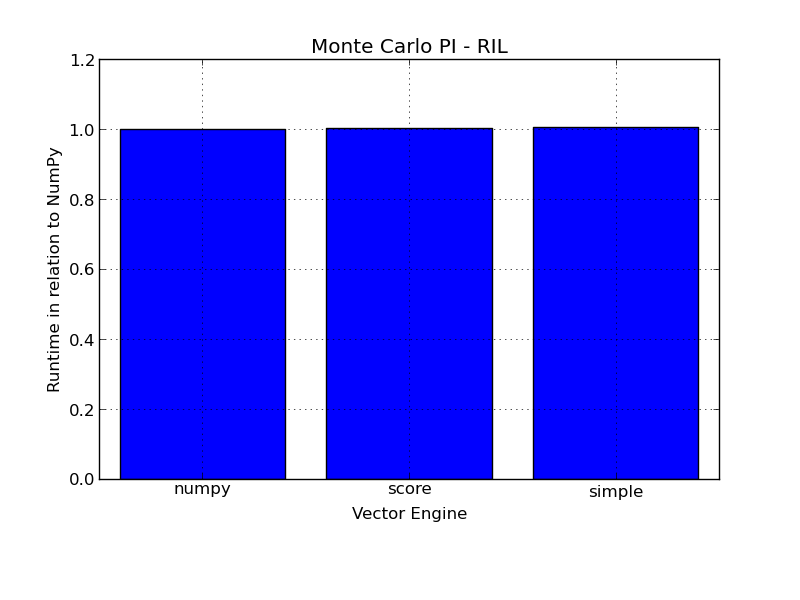 Monte Carlo PI - RIL
1.2
1.0
0.8
0.6
0.4
0.2
0.0
Runtime in relation to NumPy
numpy score simple
Vector Engine